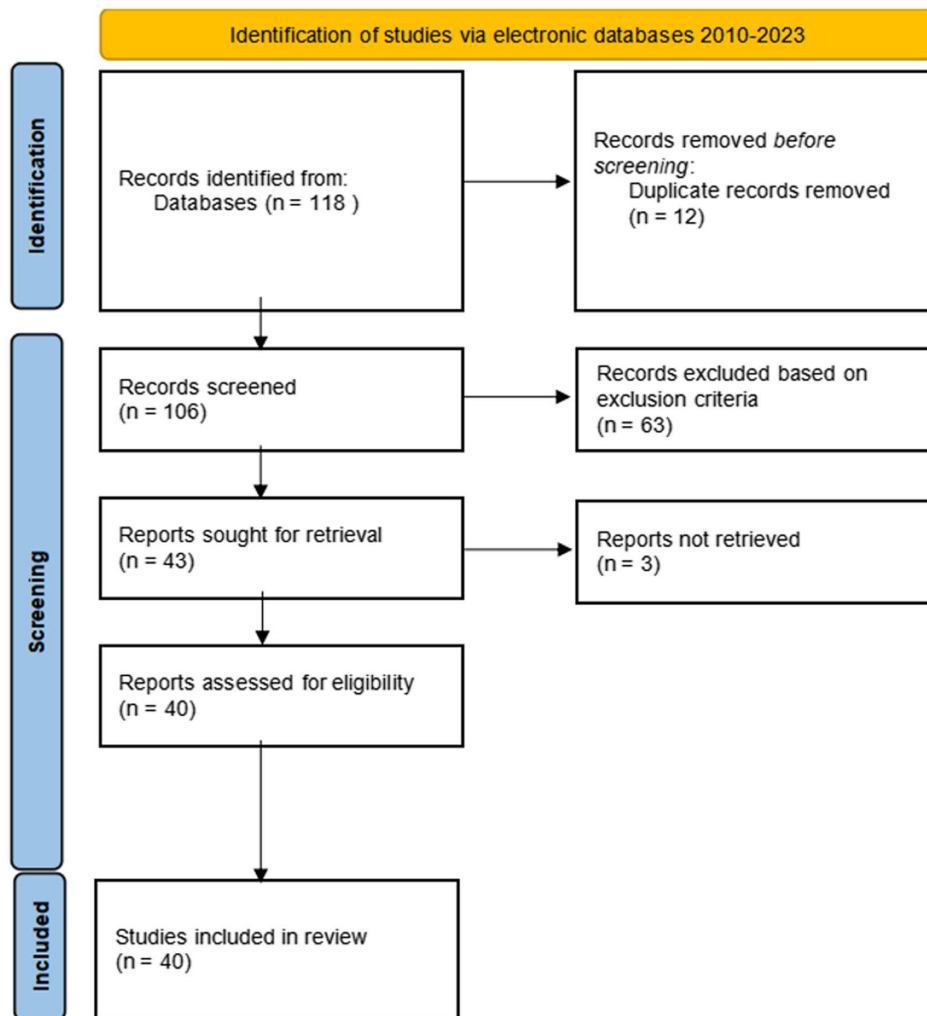 Identification of studies via electronic databases 2010-2023
Identification
Records identified from:
Databases (n = 118 )
Records removed before
screening:
Duplicate records removed
(n = 12)
Screening
Records screened
(n = 106)
Records excluded based on
exclusion criteria
(n = 63)
Reports sought for retrieval
(n = 43)
Reports not retrieved
(n = 3)
Reports assessed for eligibility
(n = 40)
Included
Studies included in review
(n = 40)